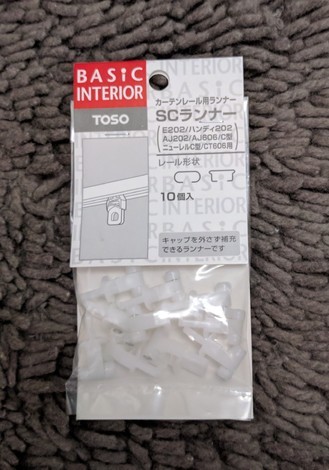 BASIC
INTERIOR
TOSO
カーテンレール用ランナー
SCランナー
E202/ハンディ202
AJ202/AJ606/C型
ニューレルC型/CT606用
レール形状
10個入
キャップを外さず補充
できるランナーです